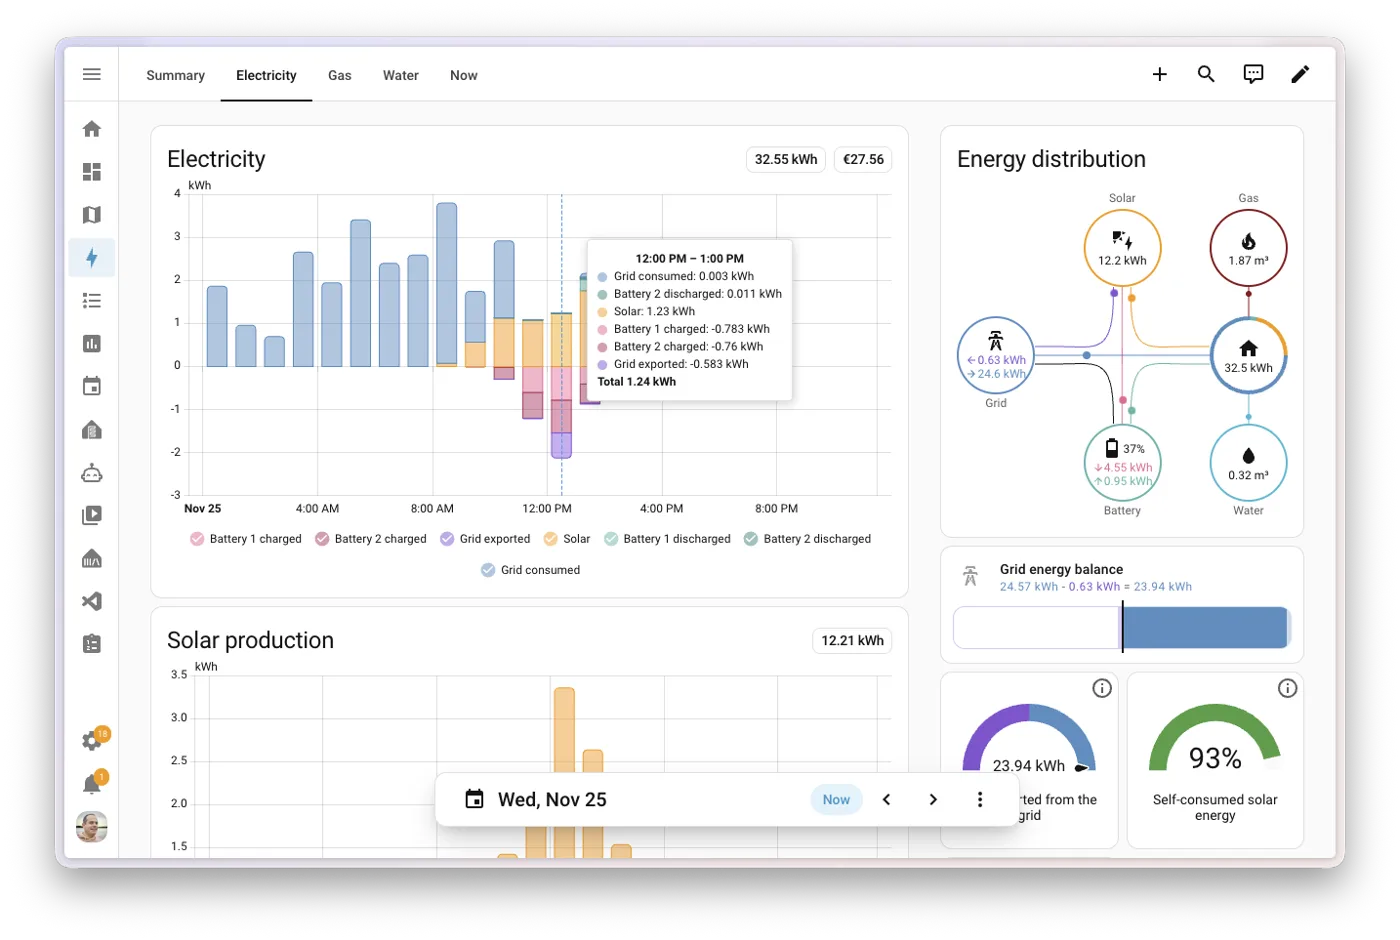 Summary
Electricity
Gas
Water
Now
Electricity
32.55 kWh
€27.56
kWh
4
3
2
1
0
-1
-2
-3
Nov 25
4:00 AM
8:00 AM
12:00 PM
4:00 PM
8:00 PM
12:00 PM – 1:00 PM
Grid consumed: 0.003 kWh
Battery 2 discharged: 0.011 kWh
Solar: 1.23 kWh
Battery 1 charged: -0.783 kWh
Battery 2 charged: -0.76 kWh
Grid exported: -0.583 kWh
Total 1.24 kWh
Battery 1 charged
Battery 2 charged
Grid exported
Solar
Battery 1 discharged
Battery 2 discharged
Grid consumed
Energy distribution
Solar
12.2 kWh
Gas
1.87 m³
←0.63 kWh
→24.6 kWh
Grid
32.5 kWh
37%
↓4.55 kWh
↑0.95 kWh
Battery
0.32 m³
Water
Grid energy balance
24.57 kWh - 0.63 kWh = 23.94 kWh
Solar production
12.21 kWh
kWh
3.5
3.0
2.5
2.0
1.5
23.94 kWh
rted from the
grid
93%
Self-consumed solar
energy
18
1
Wed, Nov 25
Now